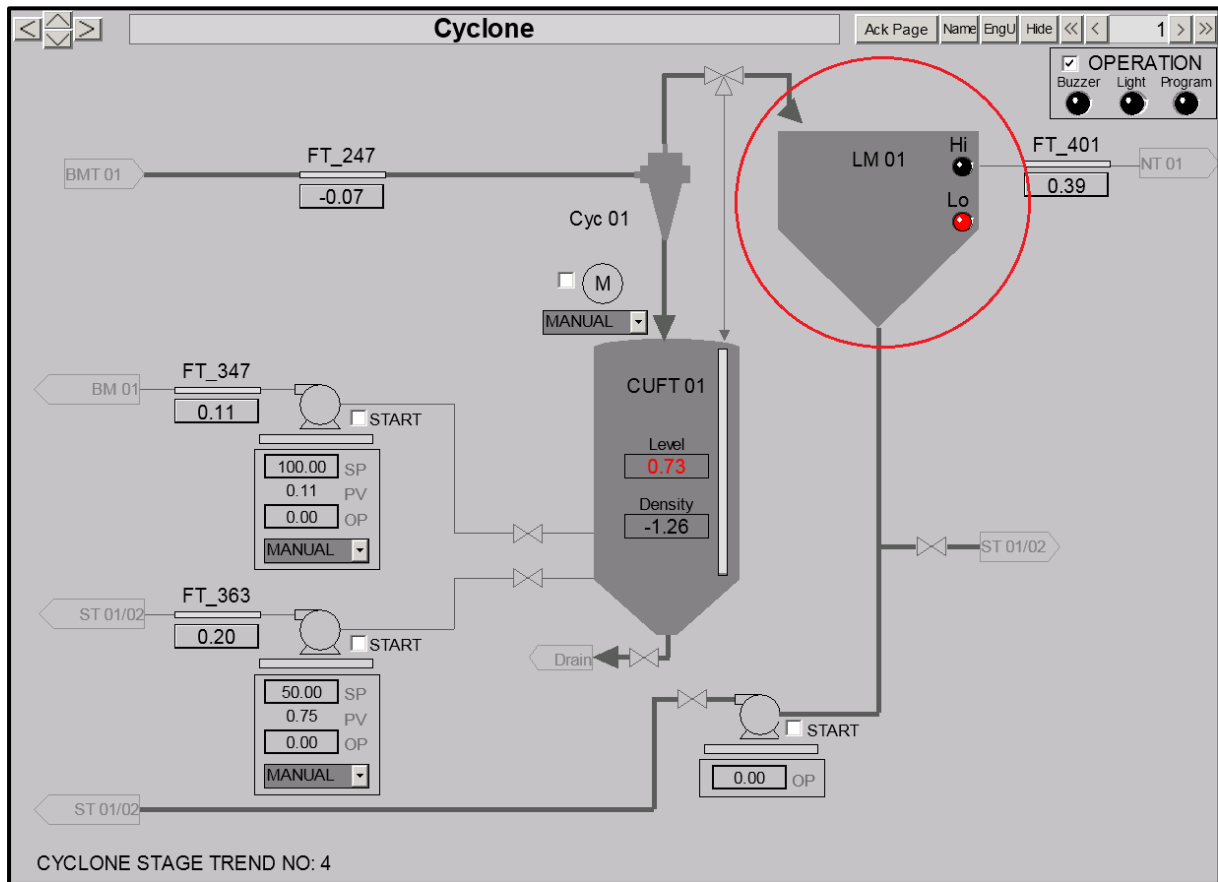 Cyclone
Ack Page
Name
EngU
Hide
1
OPERATION
Buzzer Light Program
BMT 01
FT_247
-0.07
Cyc 01
LM 01
Hi
Lo
FT_401
0.39
NT 01
M
MANUAL
BM 01
FT_347
0.11
START
100.00 SP
0.11 PV
0.00 OP
MANUAL
CUFT 01
Level
0.73
Density
-1.26
ST 01/02
ST 01/02
FT_363
0.20
START
50.00 SP
0.75 PV
0.00 OP
MANUAL
Drain
START
0.00 OP
ST 01/02
CYCLONE STAGE TREND NO: 4